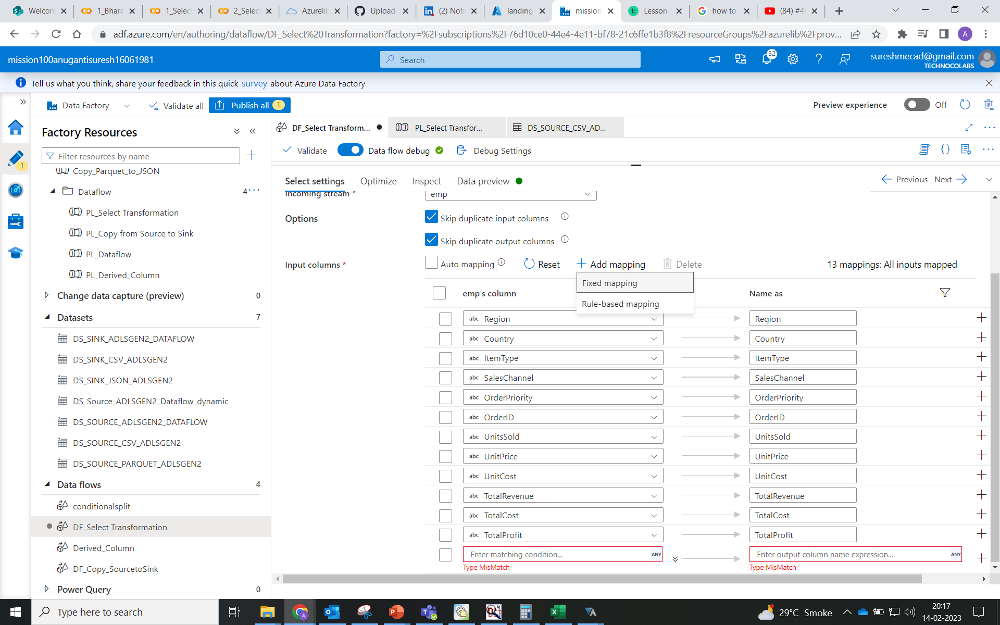 Welcom
1_Bhara
1_Select
2_Select
Azurelib
Upload
(2) Noti
landing
mission
Lesson
how to
(84) #4
adf.azure.com/en/authoring/dataflow/DF_Select%20Transformation?factory=%2Fsubscriptions%2F76d10ce0-44e4-4e11-bf78-21c6ffe1b3f8%2FresourceGroups%2Fazurelib%2Fprov...
A
mission100anugantisuresh16061981
Search
32
sureshmecad@gmail.com
TECHNOCOLABS
Tell us what you think, share your feedback in this quick survey about Azure Data Factory
Data Factory
Validate all
Publish all 1
Preview experience
Off
Factory Resources
DF_Select Transform...
PL_Select Transfor...
DS_SOURCE_CSV_AD...
Filter resources by name
Validate
Data flow debug
Debug Settings
1
Copy_Parquet_to_JSON
Dataflow 4
PL_Select Transformation
PL_Copy from Source to Sink
PL_Dataflow
PL_Derived_Column
Change data capture (preview) 0
Datasets 7
DS_SINK_ADLSGEN2_DATAFLOW
DS_SINK_CSV_ADLSGEN2
DS_SINK_JSON_ADLSGEN2
DS_Source_ADLSGEN2_Dataflow_dynamic
DS_SOURCE_ADLSGEN2_DATAFLOW
DS_SOURCE_CSV_ADLSGEN2
DS_SOURCE_PARQUET_ADLSGEN2
Data flows 4
conditionalsplit
DF_Select Transformation
Derived_Column
DF_Copy_SourcetoSink
Power Query 0
Select settings
Optimize
Inspect
Data preview
Previous
Next
Incoming stream *
emp
Options
Skip duplicate input columns
Skip duplicate output columns
Input columns *
Auto mapping
Reset
Add mapping
Delete
13 mappings: All inputs mapped
Fixed mapping
Rule-based mapping
emp's column
Name as
abc Region Region
abc Country Country
abc ItemType ItemType
abc SalesChannel SalesChannel
abc OrderPriority OrderPriority
abc OrderID OrderID
abc UnitsSold UnitsSold
abc UnitPrice UnitPrice
abc UnitCost UnitCost
abc TotalRevenue TotalRevenue
abc TotalCost TotalCost
abc TotalProfit TotalProfit
Enter matching condition... ANY
Enter output column name expression... ANY
Type MisMatch
Type MisMatch
Type here to search
29°C Smoke
20:17
14-02-2023